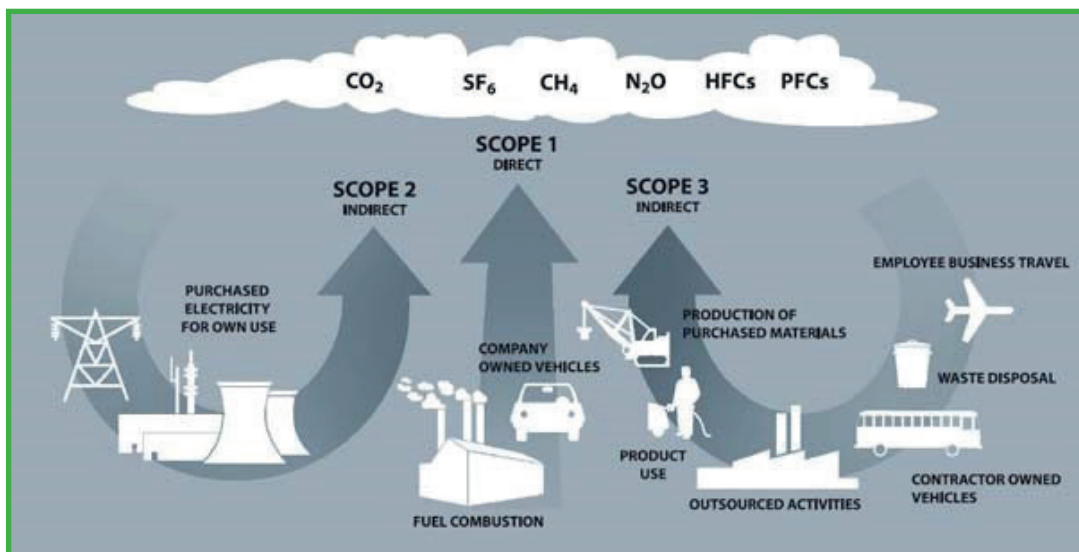 CO₂ SF₆ CH₄ N₂O HFCs PFCs
SCOPE 1
DIRECT
SCOPE 2
INDIRECT
SCOPE 3
INDIRECT
PURCHASED
ELECTRICITY
FOR OWN USE
COMPANY
OWNED VEHICLES
FUEL COMBUSTION
PRODUCTION OF
PURCHASED MATERIALS
PRODUCT
USE
OUTSOURCED ACTIVITIES
EMPLOYEE BUSINESS TRAVEL
WASTE DISPOSAL
CONTRACTOR OWNED
VEHICLES